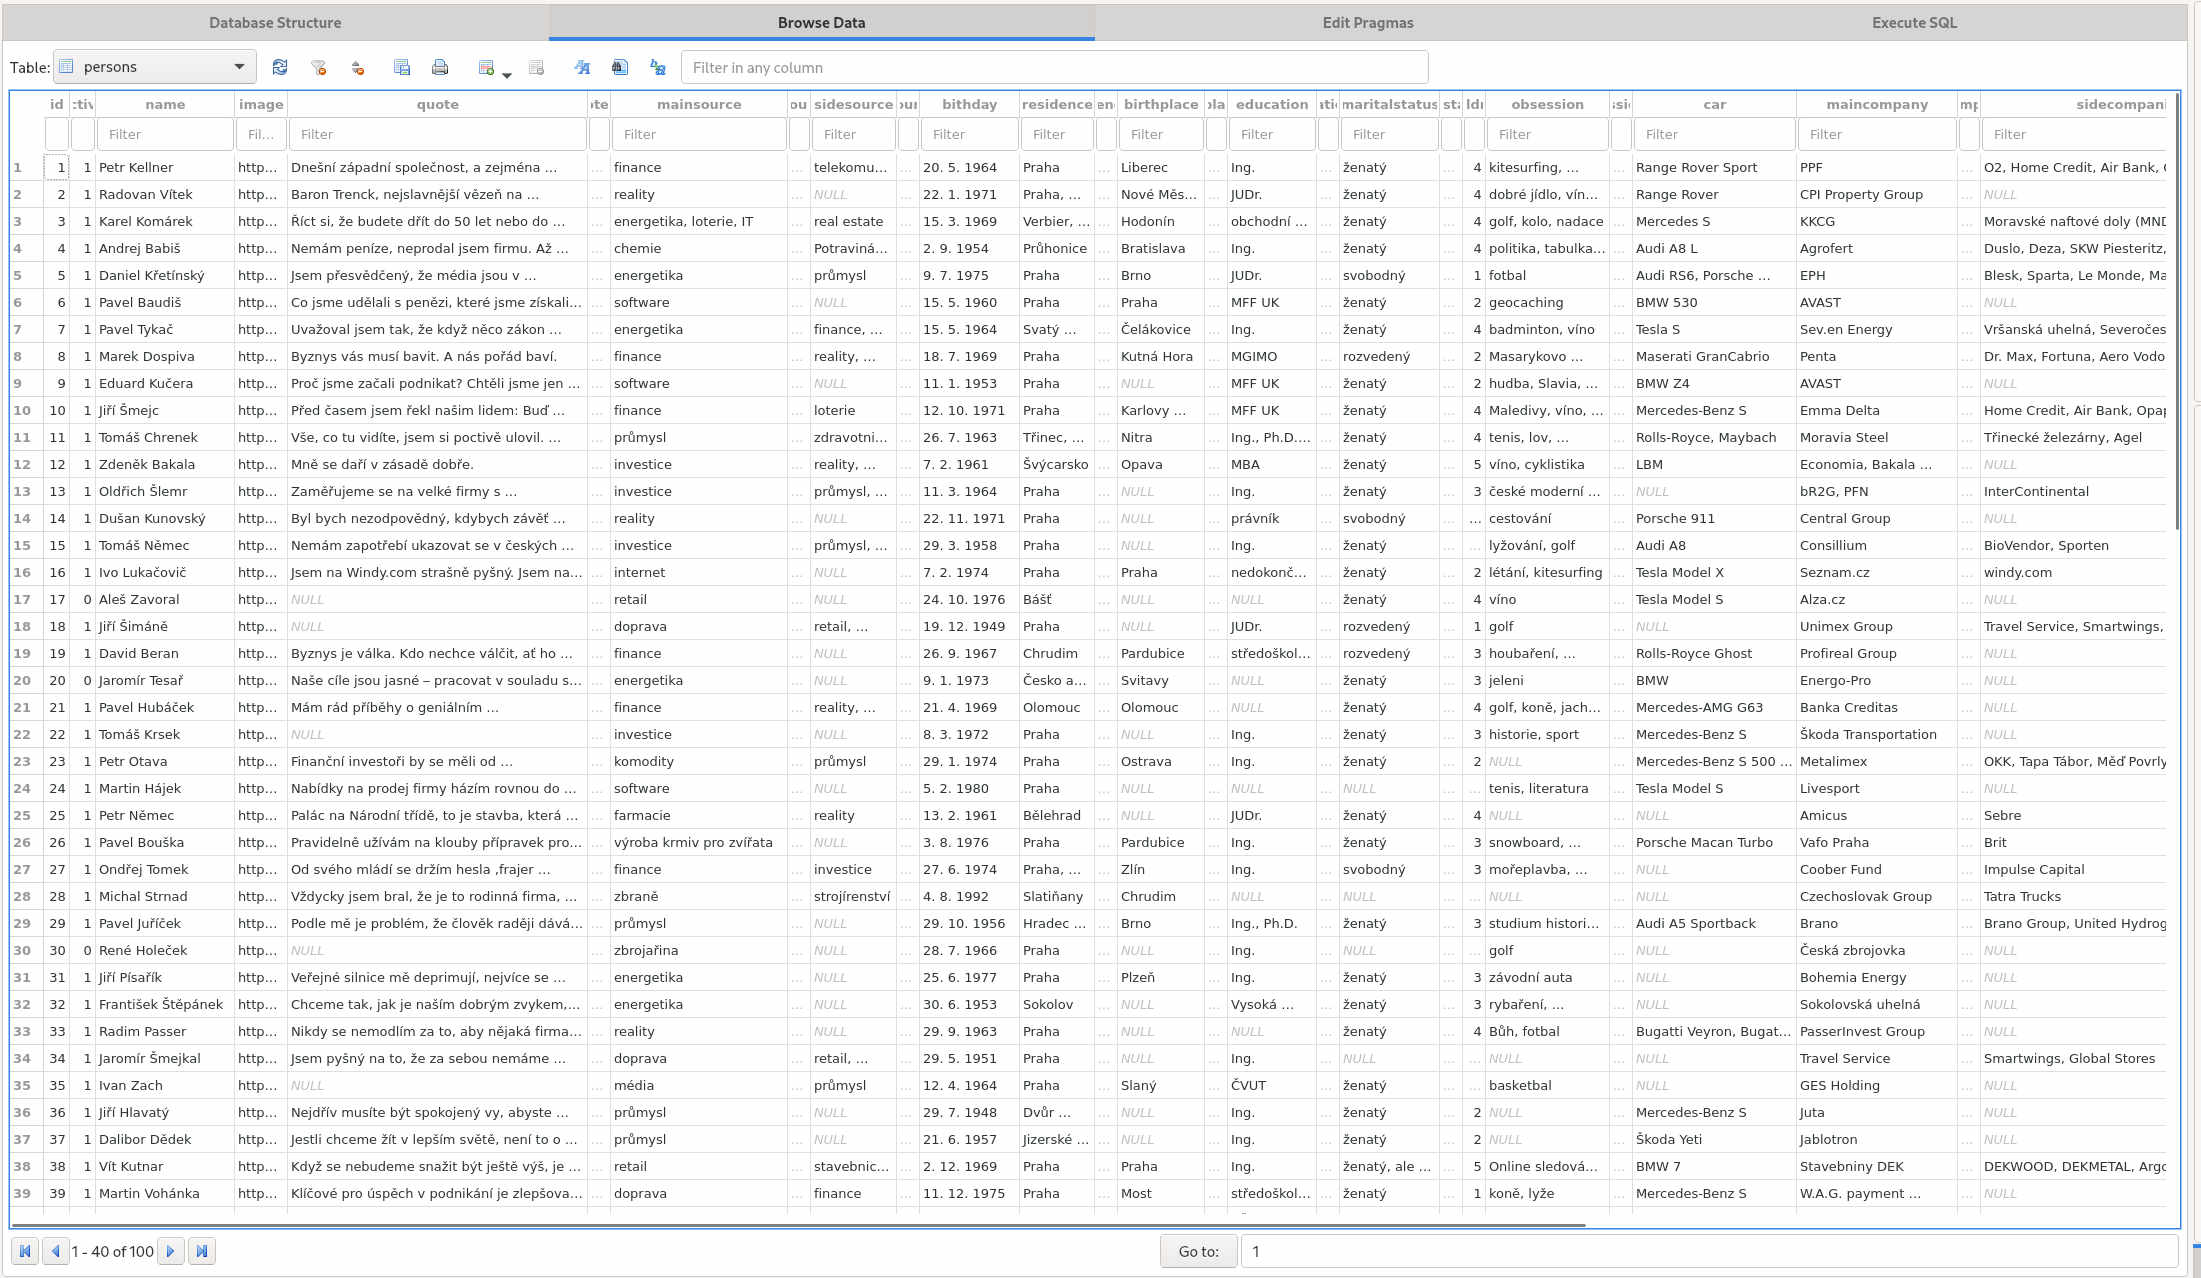 Database Structure Browse Data Edit Pragmas Execute SQL
Table: persons Filter in any column
id ctiv name image quote ote mainsource ou sidesource our bithday residence en birthplace pla education atio maritalstatus sta ldr obsession ssio car maincompany mp sidecompani
Filter Fil... Filter Filter Filter Filter Filter Filter Filter Filter Filter Filter Filter Filter
1 1 1 Petr Kellner http... Dnešní západní společnost, a zejména ... ... finance ... telekomu... ... 20. 5. 1964 Praha ... Liberec ... Ing. ... ženatý ... 4 kitesurfing, ... ... Range Rover Sport PPF ... O2, Home Credit, Air Bank,
2 2 1 Radovan Vítek http... Baron Trenck, nejslavnější vězeň na ... ... reality ... NULL ... 22. 1. 1971 Praha, ... ... Nové Měs... ... JUDr. ... ženatý ... 4 dobré jídlo, vín... ... Range Rover CPI Property Group ... NULL
3 3 1 Karel Komárek http... Říct si, že budete dřít do 50 let nebo do ... ... energetika, loterie, IT ... real estate ... 15. 3. 1969 Verbier, ... ... Hodonín ... obchodní ... ... ženatý ... 4 golf, kolo, nadace ... Mercedes S KKCG ... Moravské naftové doly (MND
4 4 1 Andrej Babiš http... Nemám peníze, neprodal jsem firmu. Až ... ... chemie ... Potraviná... ... 2. 9. 1954 Průhonice ... Bratislava ... Ing. ... ženatý ... 4 politika, tabulka... ... Audi A8 L Agrofert ... Duslo, Deza, SKW Piesteritz,
5 5 1 Daniel Křetínský http... Jsem přesvědčený, že média jsou v ... ... energetika ... průmysl ... 9. 7. 1975 Praha ... Brno ... JUDr. ... svobodný ... 1 fotbal ... Audi RS6, Porsche ... EPH ... Blesk, Sparta, Le Monde, Ma
6 6 1 Pavel Baudiš http... Co jsme udělali s penězi, které jsme získali... ... software ... NULL ... 15. 5. 1960 Praha ... Praha ... MFF UK ... ženatý ... 2 geocaching ... BMW 530 AVAST ... NULL
7 7 1 Pavel Tykač http... Uvažoval jsem tak, že když něco zákon ... ... energetika ... finance, ... ... 15. 5. 1964 Svatý ... ... Čelákovice ... Ing. ... ženatý ... 4 badminton, víno ... Tesla S Sev.en Energy ... Vršanská uhelná, Severočes
8 8 1 Marek Dospiva http... Byznys vás musí bavit. A nás pořád baví. ... finance ... reality, ... ... 18. 7. 1969 Praha ... Kutná Hora ... MGIMO ... rozvedený ... 2 Masarykovo ... ... Maserati GranCabrio Penta ... Dr. Max, Fortuna, Aero Vodo
9 9 1 Eduard Kučera http... Proč jsme začali podnikat? Chtěli jsme jen ... ... software ... NULL ... 11. 1. 1953 Praha ... NULL ... MFF UK ... ženatý ... 2 hudba, Slavia, ... ... BMW Z4 AVAST ... NULL
10 10 1 Jiří Šmejc http... Před časem jsem řekl našim lidem: Buď ... ... finance ... loterie ... 12. 10. 1971 Praha ... Karlovy ... ... MFF UK ... ženatý ... 4 Maledivy, víno, ... ... Mercedes-Benz S Emma Delta ... Home Credit, Air Bank, Opap
11 11 1 Tomáš Chrenek http... Vše, co tu vidíte, jsem si poctivě ulovil. ... ... průmysl ... zdravotni... ... 26. 7. 1963 Třinec, ... ... Nitra ... Ing., Ph.D.... ... ženatý ... 4 tenis, lov, ... ... Rolls-Royce, Maybach Moravia Steel ... Třinecké železárny, Agel
12 12 1 Zdeněk Bakala http... Mně se daří v zásadě dobře. ... investice ... reality, ... ... 7. 2. 1961 Švýcarsko ... Opava ... MBA ... ženatý ... 5 víno, cyklistika ... LBM Economia, Bakala ... ... NULL
13 13 1 Oldřich Šlemr http... Zaměřujeme se na velké firmy s ... ... investice ... průmysl, ... ... 11. 3. 1964 Praha ... NULL ... Ing. ... ženatý ... 3 české moderní ... ... NULL bR2G, PFN ... InterContinental
14 14 1 Dušan Kunovský http... Byl bych nezodpovědný, kdybych závěť ... ... reality ... NULL ... 22. 11. 1971 Praha ... NULL ... právník ... svobodný ... ... cestování ... Porsche 911 Central Group ... NULL
15 15 1 Tomáš Němec http... Nemám zapotřebí ukazovat se v českých ... ... investice ... průmysl, ... ... 29. 3. 1958 Praha ... NULL ... Ing. ... ženatý ... ... lyžování, golf ... Audi A8 Consillium ... BioVendor, Sporten
16 16 1 Ivo Lukačovič http... Jsem na Windy.com strašně pyšný. Jsem na... ... internet ... NULL ... 7. 2. 1974 Praha ... Praha ... nedokonč... ... ženatý ... 2 létání, kitesurfing ... Tesla Model X Seznam.cz ... windy.com
17 17 0 Aleš Zavoral http... NULL ... retail ... NULL ... 24. 10. 1976 Bášť ... NULL ... NULL ... ženatý ... 4 víno ... Tesla Model S Alza.cz ... NULL
18 18 1 Jiří Šimáně http... NULL ... doprava ... retail, ... ... 19. 12. 1949 Praha ... NULL ... JUDr. ... rozvedený ... 1 golf ... NULL Unimex Group ... Travel Service, Smartwings,
19 19 1 David Beran http... Byznys je válka. Kdo nechce válčit, ať ho ... ... finance ... NULL ... 26. 9. 1967 Chrudim ... Pardubice ... středoškol... ... rozvedený ... 3 houbaření, ... ... Rolls-Royce Ghost Profireal Group ... NULL
20 20 0 Jaromír Tesař http... Naše cíle jsou jasné – pracovat v souladu s... ... energetika ... NULL ... 9. 1. 1973 Česko a... ... Svitavy ... NULL ... ženatý ... 3 jeleni ... BMW Energo-Pro ... NULL
21 21 1 Pavel Hubáček http... Mám rád příběhy o geniálním ... ... finance ... reality, ... ... 21. 4. 1969 Olomouc ... Olomouc ... NULL ... ženatý ... 4 golf, koně, jach... ... Mercedes-AMG G63 Banka Creditas ... NULL
22 22 1 Tomáš Krsek http... NULL ... investice ... NULL ... 8. 3. 1972 Praha ... NULL ... Ing. ... ženatý ... 3 historie, sport ... Mercedes-Benz S Škoda Transportation ... NULL
23 23 1 Petr Otava http... Finanční investoři by se měli od ... ... komodity ... průmysl ... 29. 1. 1974 Praha ... Ostrava ... Ing. ... ženatý ... 2 NULL ... Mercedes-Benz S 500 ... Metalimex ... OKK, Tapa Tábor, Měď Povrly
24 24 1 Martin Hájek http... Nabídky na prodej firmy házím rovnou do ... ... software ... NULL ... 5. 2. 1980 Praha ... NULL ... NULL ... NULL ... ... tenis, literatura ... Tesla Model S Livesport ... NULL
25 25 1 Petr Němec http... Palác na Národní třídě, to je stavba, která ... ... farmacie ... reality ... 13. 2. 1961 Bělehrad ... NULL ... JUDr. ... ženatý ... 4 NULL ... NULL Amicus ... Sebre
26 26 1 Pavel Bouška http... Pravidelně užívám na klouby přípravek pro... ... výroba krmiv pro zvířata ... NULL ... 3. 8. 1976 Praha ... Pardubice ... Ing. ... ženatý ... 3 snowboard, ... ... Porsche Macan Turbo Vafo Praha ... Brit
27 27 1 Ondřej Tomek http... Od svého mládí se držím hesla ‚frajer ... ... finance ... investice ... 27. 6. 1974 Praha, ... ... Zlín ... Ing. ... svobodný ... 3 mořeplavba, ... ... NULL Coober Fund ... Impulse Capital
28 28 1 Michal Strnad http... Vždycky jsem bral, že je to rodinná firma, ... ... zbraně ... strojírenství ... 4. 8. 1992 Slatiňany ... Chrudim ... NULL ... NULL ... ... NULL ... NULL Czechoslovak Group ... Tatra Trucks
29 29 1 Pavel Juříček http... Podle mě je problém, že člověk raději dává... ... průmysl ... NULL ... 29. 10. 1956 Hradec ... ... Brno ... Ing., Ph.D. ... ženatý ... 3 studium histori... ... Audi A5 Sportback Brano ... Brano Group, United Hydrog
30 30 0 René Holeček http... NULL ... zbrojařina ... NULL ... 28. 7. 1966 Praha ... NULL ... Ing. ... NULL ... ... golf ... NULL Česká zbrojovka ... NULL
31 31 1 Jiří Písařík http... Veřejné silnice mě deprimují, nejvíce se ... ... energetika ... NULL ... 25. 6. 1977 Praha ... Plzeň ... Ing. ... ženatý ... 3 závodní auta ... NULL Bohemia Energy ... NULL
32 32 1 František Štěpánek http... Chceme tak, jak je naším dobrým zvykem,... ... energetika ... NULL ... 30. 6. 1953 Sokolov ... NULL ... Vysoká ... ... ženatý ... 3 rybaření, ... ... NULL Sokolovská uhelná ... NULL
33 33 1 Radim Passer http... Nikdy se nemodlím za to, aby nějaká firma... ... reality ... NULL ... 29. 9. 1963 Praha ... NULL ... NULL ... ženatý ... 4 Bůh, fotbal ... Bugatti Veyron, Bugat... PasserInvest Group ... NULL
34 34 1 Jaromír Šmejkal http... Jsem pyšný na to, že za sebou nemáme ... ... doprava ... retail, ... ... 29. 5. 1951 Praha ... NULL ... Ing. ... NULL ... ... NULL ... NULL Travel Service ... Smartwings, Global Stores
35 35 1 Ivan Zach http... NULL ... média ... průmysl ... 12. 4. 1964 Praha ... Slaný ... ČVUT ... ženatý ... ... basketbal ... NULL GES Holding ... NULL
36 36 1 Jiří Hlavatý http... Nejdřív musíte být spokojený vy, abyste ... ... průmysl ... NULL ... 29. 7. 1948 Dvůr ... ... NULL ... Ing. ... ženatý ... 2 NULL ... Mercedes-Benz S Juta ... NULL
37 37 1 Dalibor Dědek http... Jestli chceme žít v lepším světě, není to o ... ... průmysl ... NULL ... 21. 6. 1957 Jizerské ... ... NULL ... Ing. ... ženatý ... 2 NULL ... Škoda Yeti Jablotron ... NULL
38 38 1 Vít Kutnar http... Když se nebudeme snažit být ještě výš, je ... ... retail ... stavebnic... ... 2. 12. 1969 Praha ... Praha ... Ing. ... ženatý, ale ... ... 5 Online sledová... ... BMW 7 Stavebniny DEK ... DEKWOOD, DEKMETAL, Argo
39 39 1 Martin Vohánka http... Klíčové pro úspěch v podnikání je zlepšova... ... doprava ... finance ... 11. 12. 1975 Praha ... Most ... středoškol... ... ženatý ... 1 koně, lyže ... Mercedes-Benz S W.A.G. payment ... ... NULL
1 - 40 of 100 Go to: 1